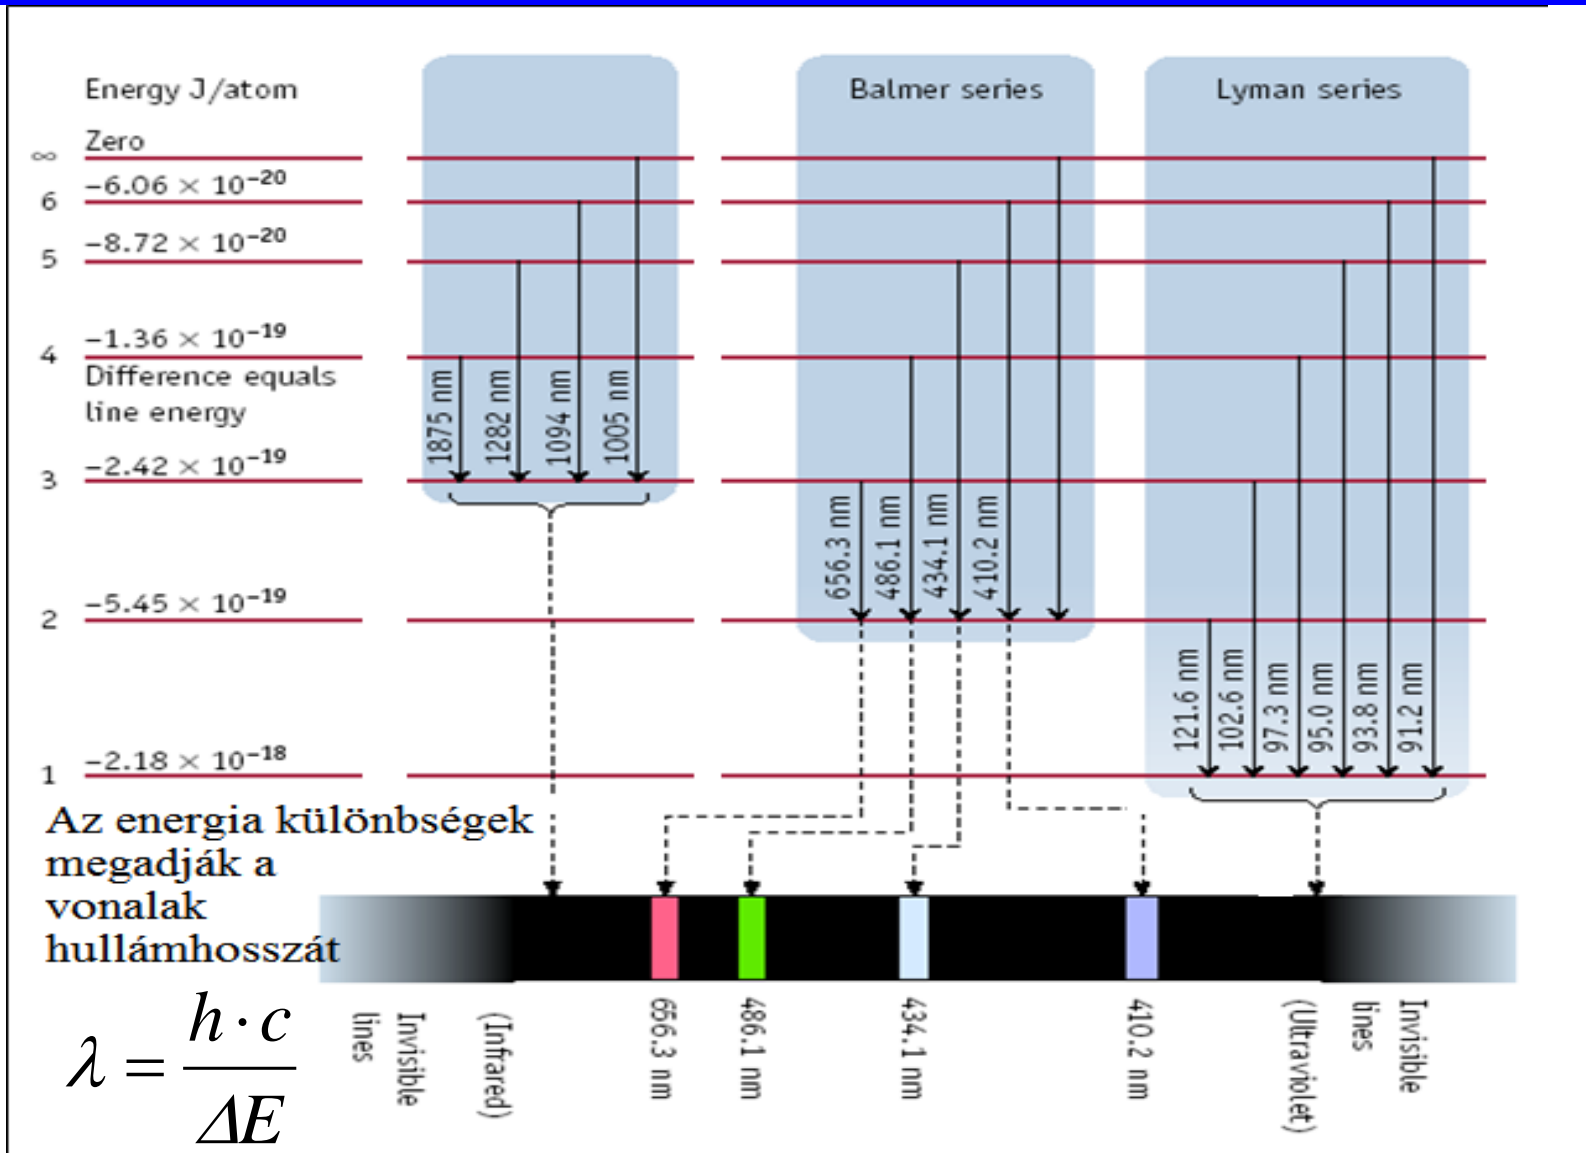 Energy J/atom
Balmer series
Lyman series
∞ Zero
6 −6.06 × 10⁻²⁰
5 −8.72 × 10⁻²⁰
4 −1.36 × 10⁻¹⁹
Difference equals
line energy
3 −2.42 × 10⁻¹⁹
2 −5.45 × 10⁻¹⁹
1 −2.18 × 10⁻¹⁸
1875 nm
1282 nm
1094 nm
1005 nm
656.3 nm
486.1 nm
434.1 nm
410.2 nm
121.6 nm
102.6 nm
97.3 nm
95.0 nm
93.8 nm
91.2 nm
Az energia különbségek
megadják a
vonalak
hullámhosszát
λ = h · c / ΔE
Invisible
lines
(Infrared)
656.3 nm
486.1 nm
434.1 nm
410.2 nm
(Ultraviolet)
Invisible
lines